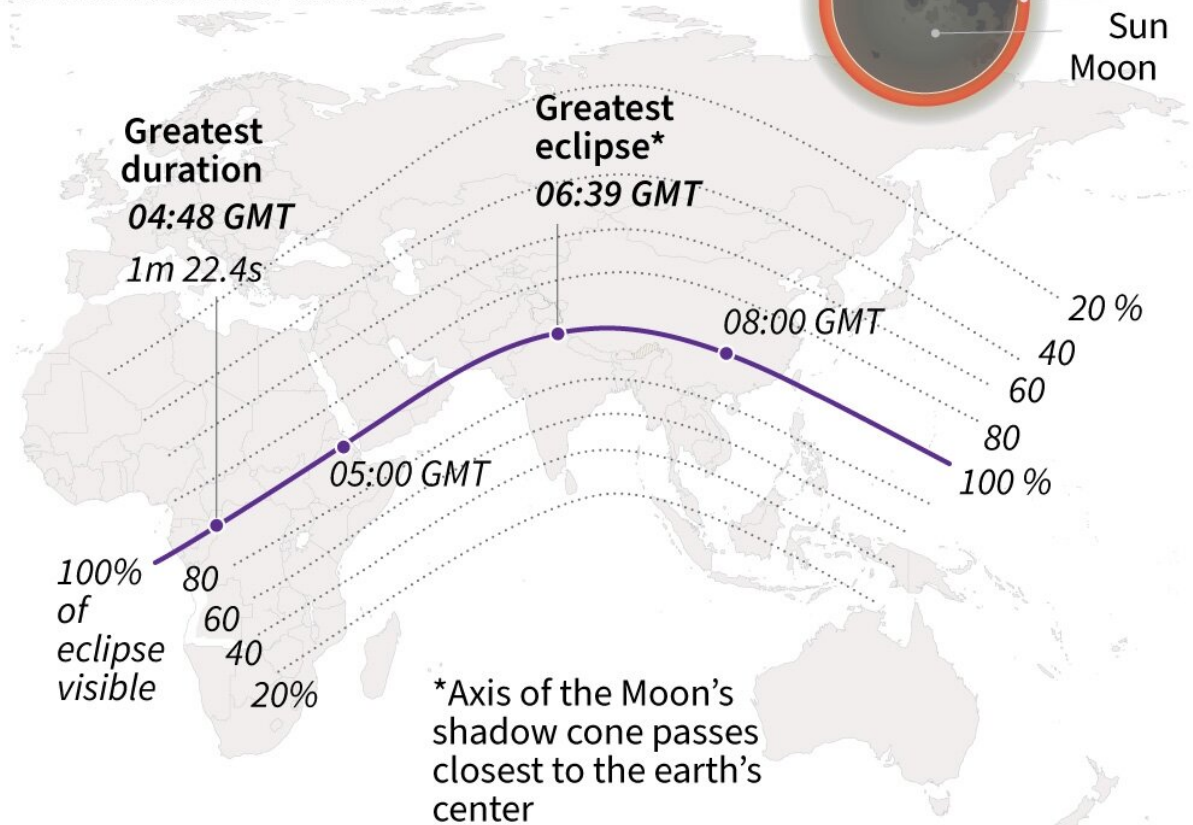 Sun
Moon
Greatest
duration
04:48 GMT
1m 22.4s
Greatest
eclipse*
06:39 GMT
08:00 GMT
05:00 GMT
20 %
40
60
80
100 %
100%
of
eclipse
visible
80
60
40
20%
*Axis of the Moon’s
shadow cone passes
closest to the earth’s
center